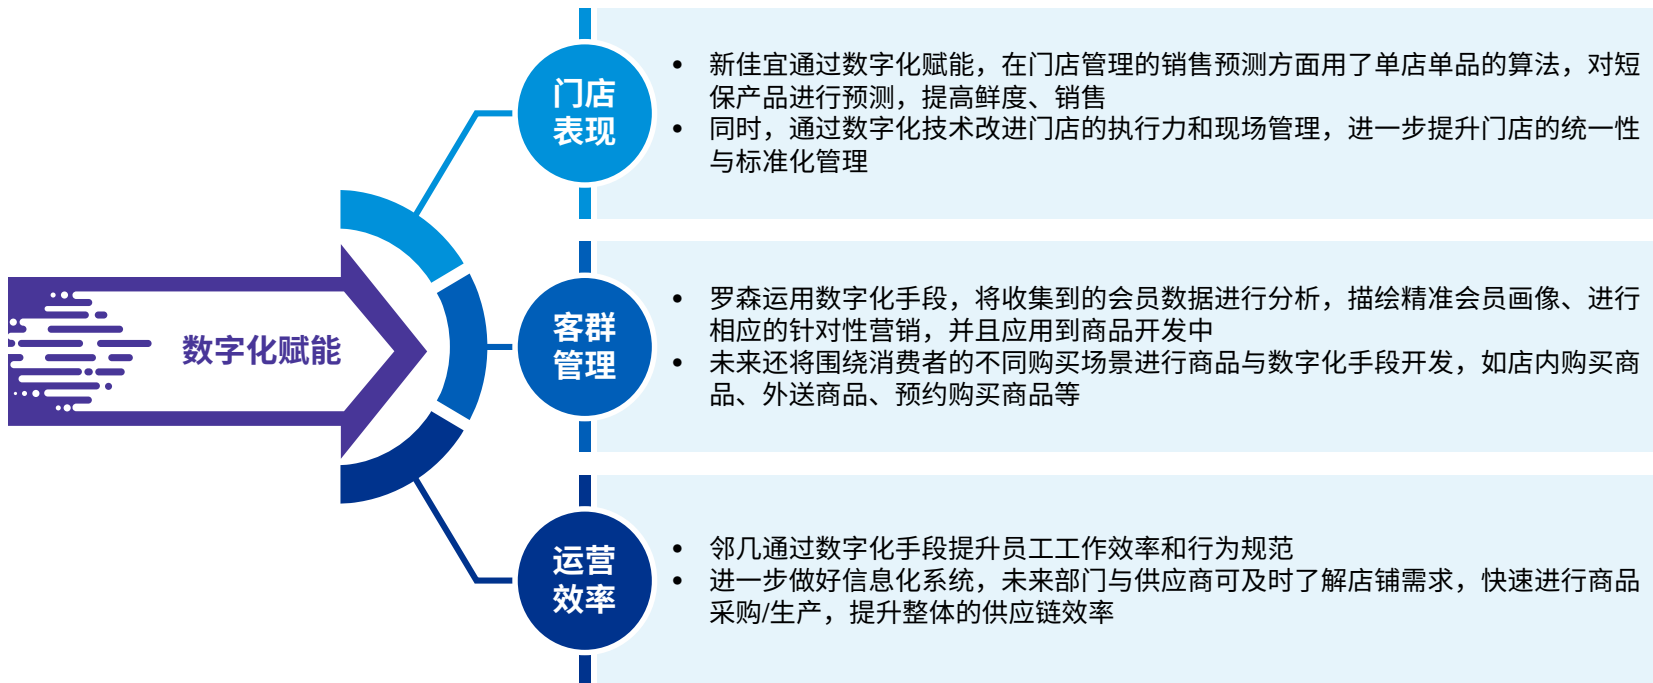 数字化赋能
门店
表现
• 新佳宜通过数字化赋能，在门店管理的销售预测方面用了单店单品的算法，对短
保产品进行预测，提高鲜度、销售
• 同时，通过数字化技术改进门店的执行力和现场管理，进一步提升门店的统一性
与标准化管理
客群
管理
• 罗森运用数字化手段，将收集到的会员数据进行分析，描绘精准会员画像、进行
相应的针对性营销，并且应用到商品开发中
• 未来还将围绕消费者的不同购买场景进行商品与数字化手段开发，如店内购买商
品、外送商品、预约购买商品等
运营
效率
• 邻几通过数字化手段提升员工工作效率和行为规范
• 进一步做好信息化系统，未来部门与供应商可及时了解店铺需求，快速进行商品
采购/生产，提升整体的供应链效率